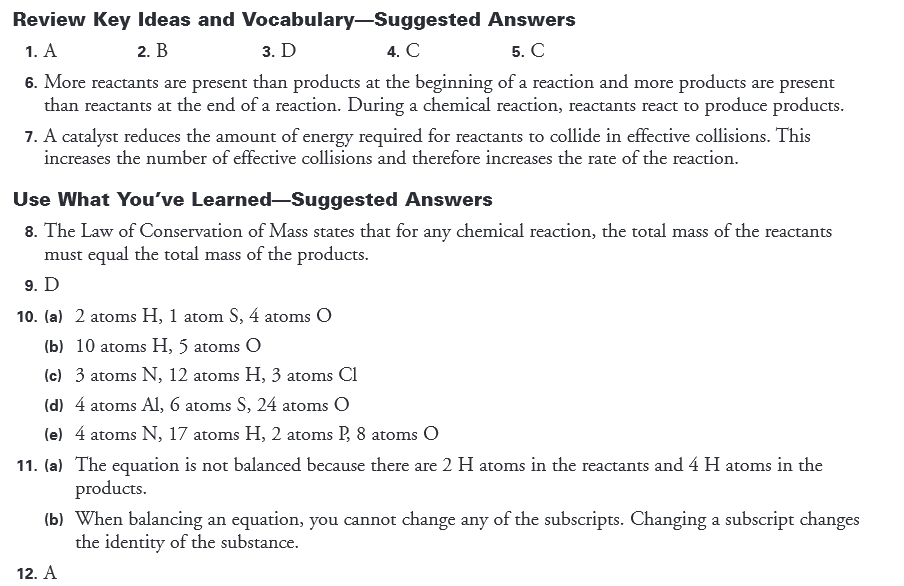 Review Key Ideas and Vocabulary—Suggested Answers
1. A 2. B 3. D 4. C 5. C
6. More reactants are present than products at the beginning of a reaction and more products are present
than reactants at the end of a reaction. During a chemical reaction, reactants react to produce products.
7. A catalyst reduces the amount of energy required for reactants to collide in effective collisions. This
increases the number of effective collisions and therefore increases the rate of the reaction.
Use What You’ve Learned—Suggested Answers
8. The Law of Conservation of Mass states that for any chemical reaction, the total mass of the reactants
must equal the total mass of the products.
9. D
10. (a) 2 atoms H, 1 atom S, 4 atoms O
(b) 10 atoms H, 5 atoms O
(c) 3 atoms N, 12 atoms H, 3 atoms Cl
(d) 4 atoms Al, 6 atoms S, 24 atoms O
(e) 4 atoms N, 17 atoms H, 2 atoms P, 8 atoms O
11. (a) The equation is not balanced because there are 2 H atoms in the reactants and 4 H atoms in the
products.
(b) When balancing an equation, you cannot change any of the subscripts. Changing a subscript changes
the identity of the substance.
12. A